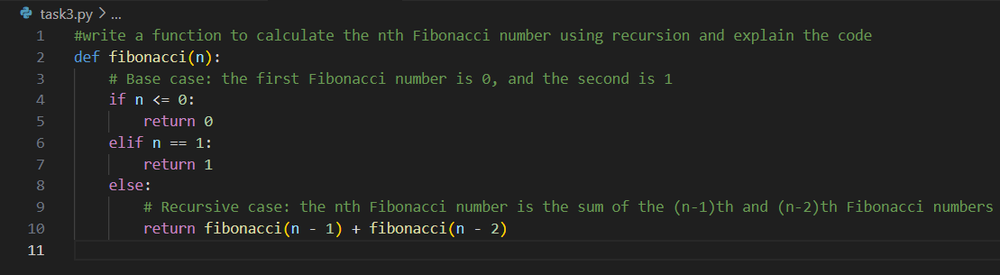 task3.py > ...
1 #write a function to calculate the nth Fibonacci number using recursion and explain the code
2 def fibonacci(n):
3     # Base case: the first Fibonacci number is 0, and the second is 1
4     if n <= 0:
5         return 0
6     elif n == 1:
7         return 1
8     else:
9         # Recursive case: the nth Fibonacci number is the sum of the (n-1)th and (n-2)th Fibonacci numbers
10         return fibonacci(n - 1) + fibonacci(n - 2)
11